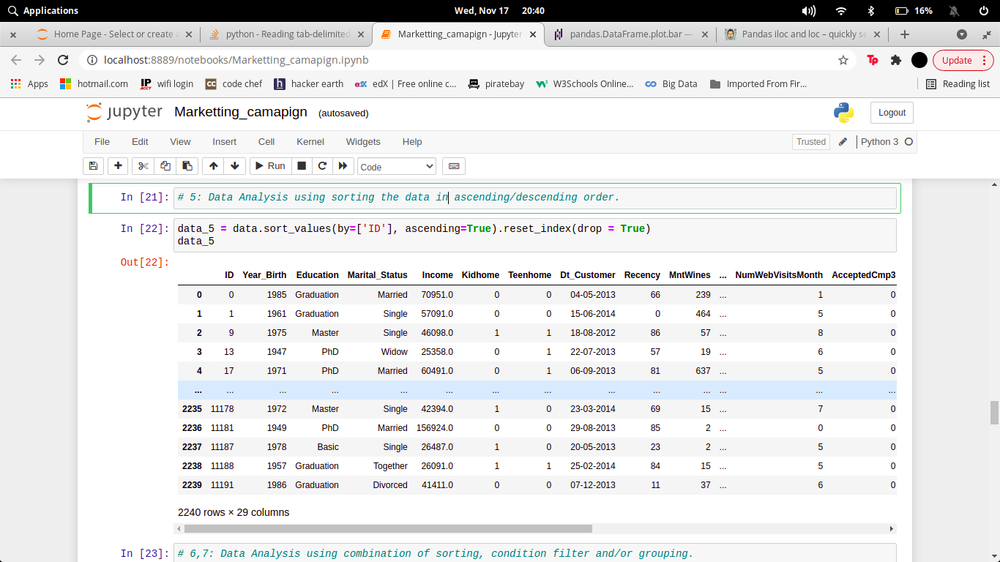 Applications Wed, Nov 17 20:40 16%
Home Page - Select or create a python - Reading tab-delimited Marketting_camapign - Jupyter pandas.DataFrame.plot.bar — Pandas iloc and loc – quickly se
localhost:8889/notebooks/Marketting_camapign.ipynb Tp Update
Apps hotmail.com IP ACCT wifi login CC code chef h hacker earth edX edX | Free online c... piratebay W3Schools Online... Big Data Imported From Fir... Reading list
jupyter Marketting_camapign (autosaved) Logout
File Edit View Insert Cell Kernel Widgets Help Trusted Python 3
Run Code
In [21]: # 5: Data Analysis using sorting the data in ascending/descending order.
In [22]: data_5 = data.sort_values(by=['ID'], ascending=True).reset_index(drop = True)
data_5
Out[22]:
ID Year_Birth Education Marital_Status Income Kidhome Teenhome Dt_Customer Recency MntWines ... NumWebVisitsMonth AcceptedCmp3
0 0 1985 Graduation Married 70951.0 0 0 04-05-2013 66 239 ... 1 0
1 1 1961 Graduation Single 57091.0 0 0 15-06-2014 0 464 ... 5 0
2 9 1975 Master Single 46098.0 1 1 18-08-2012 86 57 ... 8 0
3 13 1947 PhD Widow 25358.0 0 1 22-07-2013 57 19 ... 6 0
4 17 1971 PhD Married 60491.0 0 1 06-09-2013 81 637 ... 5 0
... ... ... ... ... ... ... ... ... ... ... ... ... ...
2235 11178 1972 Master Single 42394.0 1 0 23-03-2014 69 15 ... 7 0
2236 11181 1949 PhD Married 156924.0 0 0 29-08-2013 85 2 ... 0 0
2237 11187 1978 Basic Single 26487.0 1 0 20-05-2013 23 2 ... 5 0
2238 11188 1957 Graduation Together 26091.0 1 1 25-02-2014 84 15 ... 5 0
2239 11191 1986 Graduation Divorced 41411.0 0 0 07-12-2013 11 37 ... 6 0
2240 rows × 29 columns
In [23]: # 6,7: Data Analysis using combination of sorting, condition filter and/or grouping.